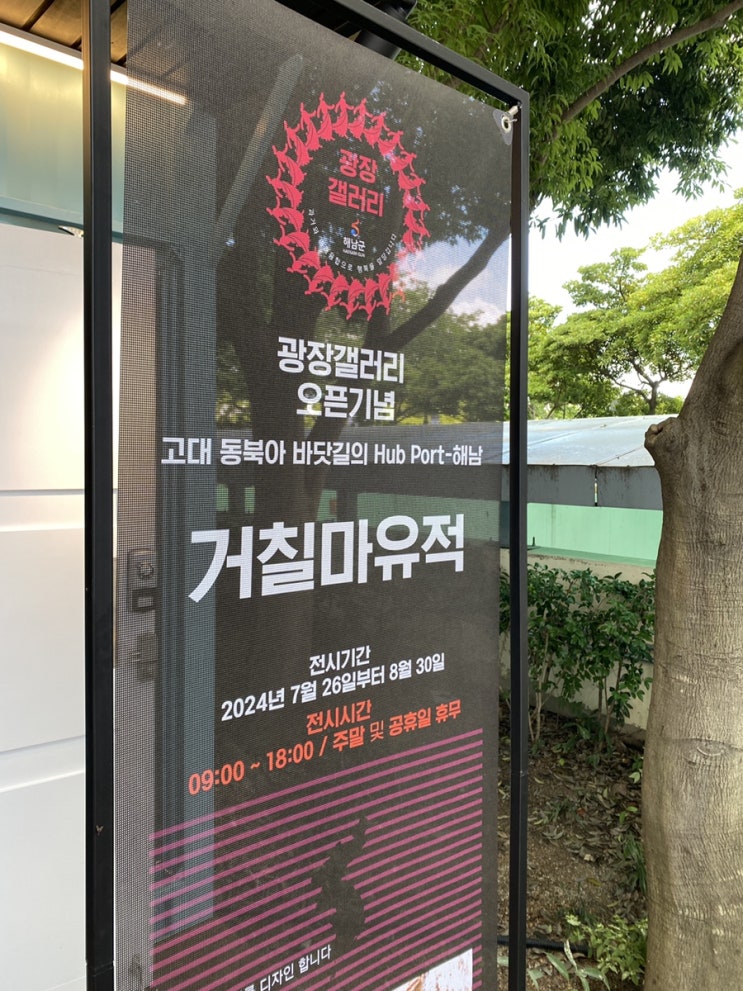 광장
갤러리
해남군
광장갤러리
오픈기념
고대 동북아 바닷길의 Hub Port-해남
거칠마유적
전시기간
2024년 7월 26일부터 8월 30일
전시시간
09:00 ~ 18:00 / 주말 및 공휴일 휴무
디자인 합니다